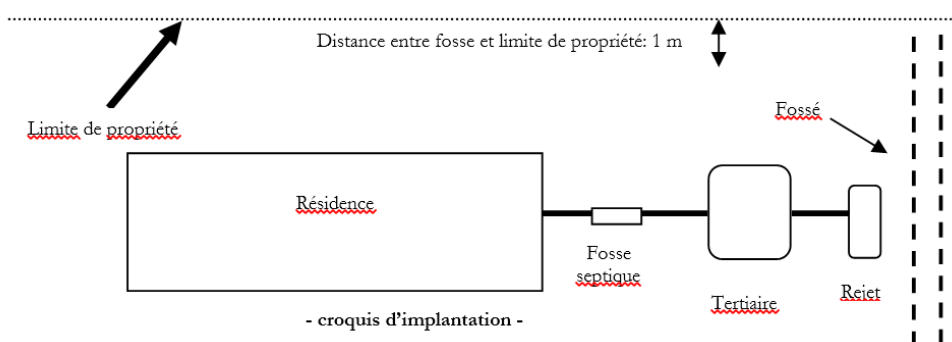 Distance entre fosse et limite de propriété: 1 m
Fossé
Limite de propriété
Résidence
Fosse
septique
Tertiaire
Rejet
- croquis d’implantation -